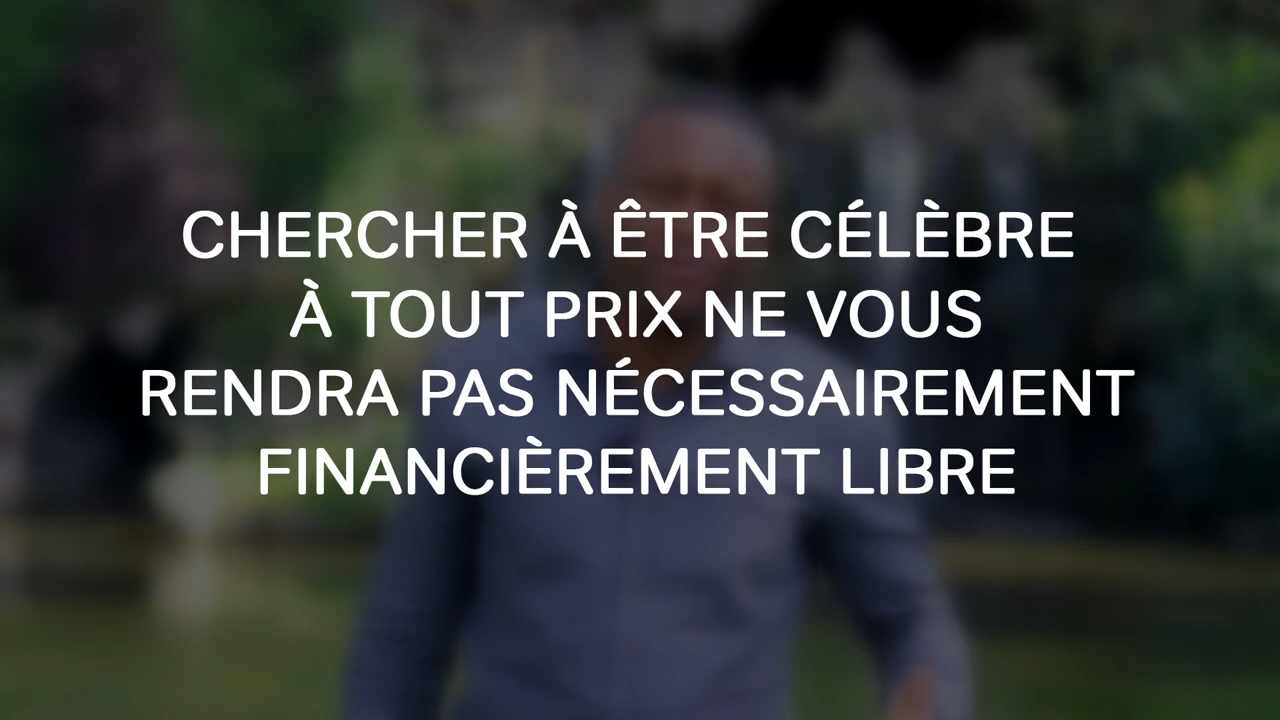 CHERCHER À ÊTRE CÉLÈBRE
À TOUT PRIX NE VOUS
RENDRA PAS NÉCESSAIREMENT
FINANCIÈREMENT LIBRE